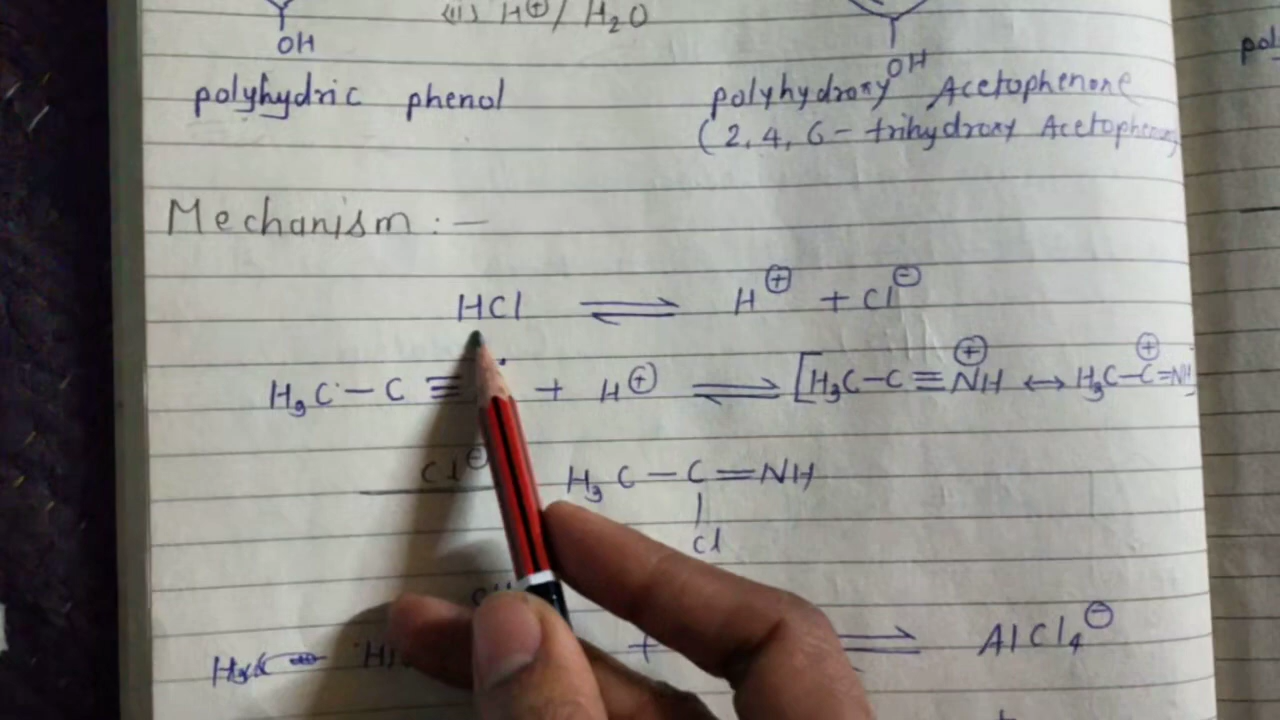 (ii) H⊕/ H₂O
OH
OH
polyhydric phenol
polyhydroxy Acetophenone
(2, 4, 6 - trihydroxy Acetophenone
Mechanism : —
HCl ⇌ H⊕ + Cl⊖
H₃C - C ≡ + H⊕ ⇌ [H₃C-C≡N⊕H ↔ H₃C-C⊕=NH]
Cl⊖ H₃C - C = NH
|
Cl
+ ⇌ AlCl₄⊖